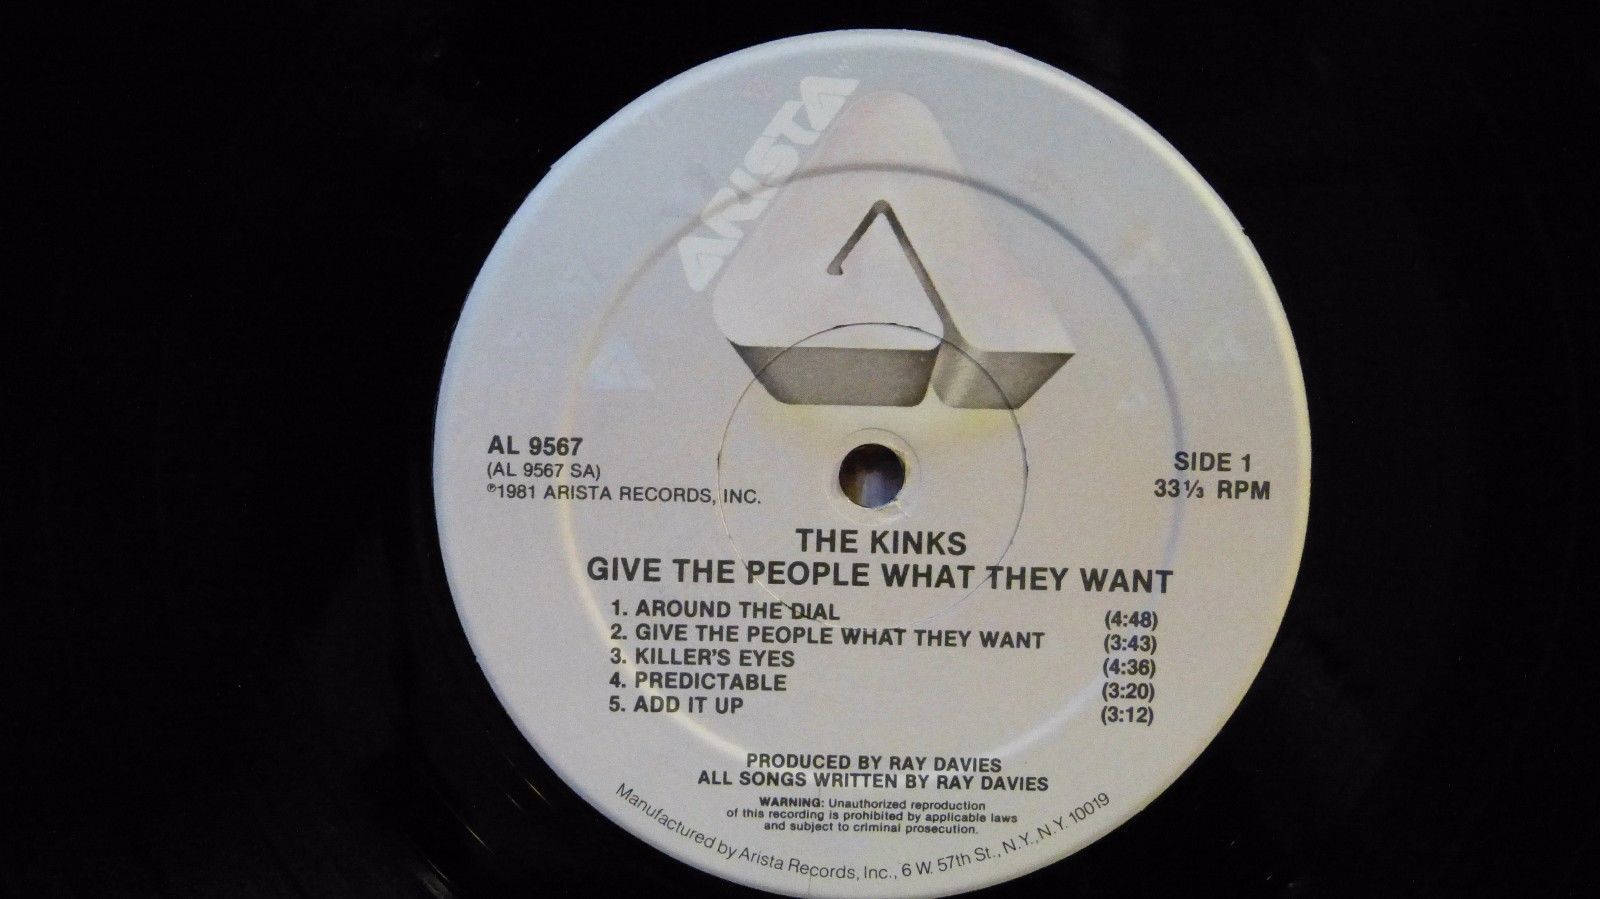 ARISTA
AL 9567
(AL 9567 SA)
℗1981 ARISTA RECORDS, INC.
SIDE 1
33⅓ RPM
THE KINKS
GIVE THE PEOPLE WHAT THEY WANT
1. AROUND THE DIAL (4:48)
2. GIVE THE PEOPLE WHAT THEY WANT (3:43)
3. KILLER'S EYES (4:36)
4. PREDICTABLE (3:20)
5. ADD IT UP (3:12)
PRODUCED BY RAY DAVIES
ALL SONGS WRITTEN BY RAY DAVIES
WARNING: Unauthorized reproduction
of this recording is prohibited by applicable laws
and subject to criminal prosecution.
Manufactured by Arista Records, Inc., 6 W. 57th St., N.Y., N.Y. 10019